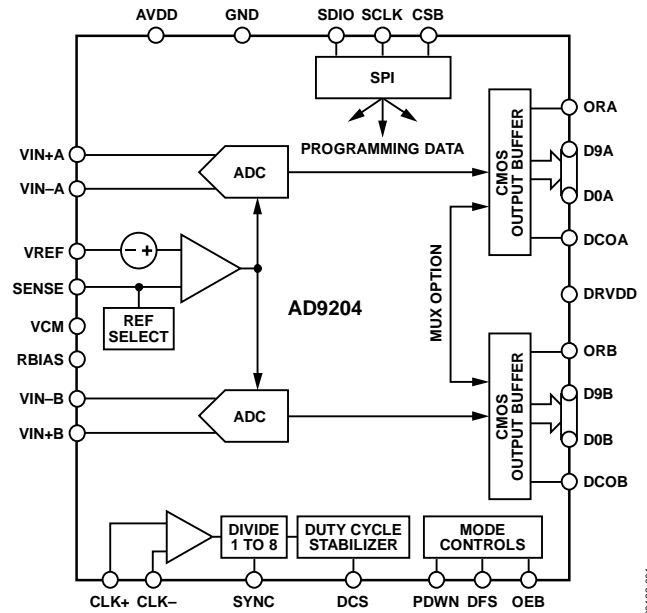 AVDD GND SDIO SCLK CSB
SPI
PROGRAMMING DATA
VIN+A
VIN–A
ADC
CMOS
OUTPUT BUFFER
ORA
D9A
D0A
DCOA
VREF
– +
SENSE
REF
SELECT
VCM
RBIAS
AD9204
MUX OPTION
DRVDD
VIN–B
VIN+B
ADC
CMOS
OUTPUT BUFFER
ORB
D9B
D0B
DCOB
DIVIDE
1 TO 8
DUTY CYCLE
STABILIZER
MODE
CONTROLS
CLK+ CLK– SYNC DCS PDWN DFS OEB